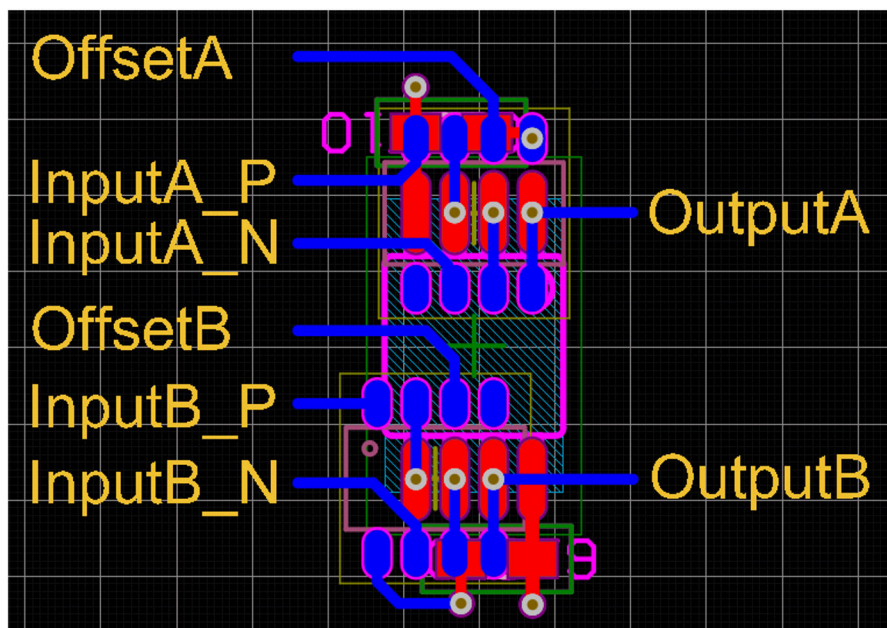 OffsetA
InputA_P
InputA_N
OutputA
OffsetB
InputB_P
InputB_N
OutputB